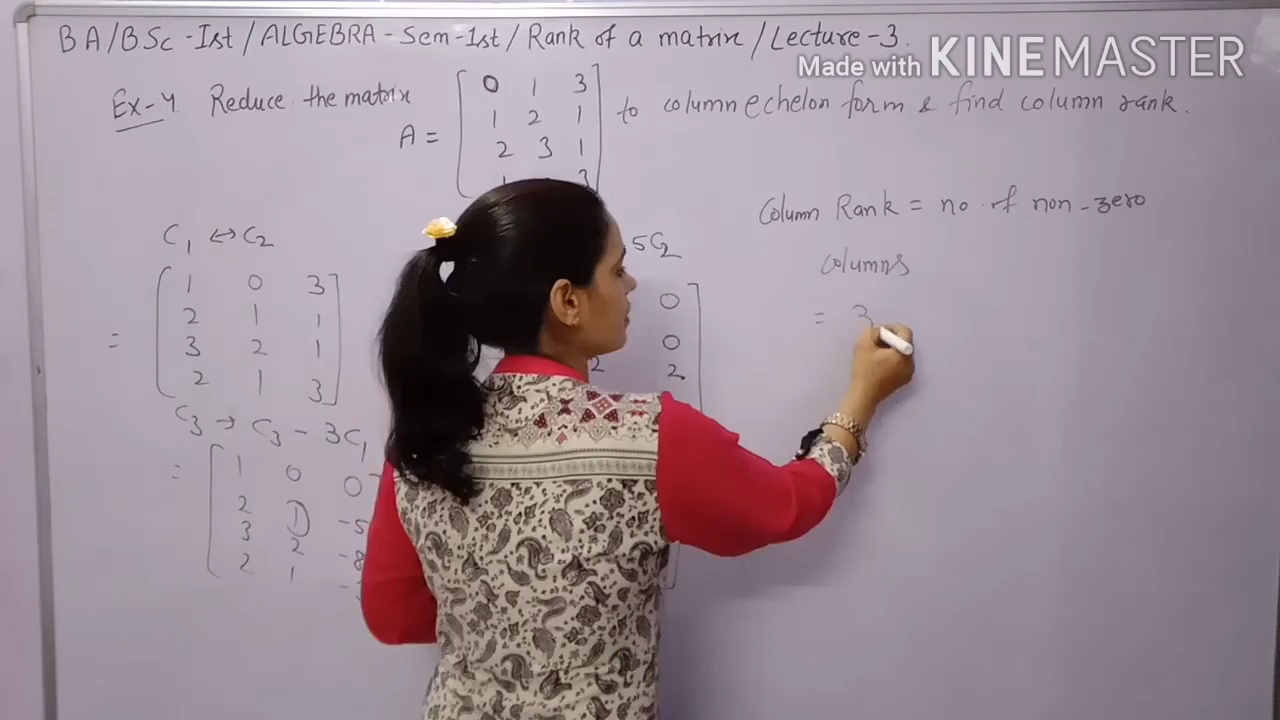 BA/BSc-Ist/ALGEBRA-Sem-Ist/Rank of a matrix/Lecture-3.
Made with KINEMASTER
Ex-4. Reduce the matrix A = [ 0 1 3 to column echelon form & find column rank.
1 2 1
2 3 1
3
C1 ↔ C2
= [ 1 0 3 ]
2 1 1
3 2 1
2 1 3
C3 → C3 - 3C1
= [ 1 0 0
2 1 -5
3 2 -8
2 1
5C2
0
0
2 2
Column Rank = no. of non-zero
columns
= 3